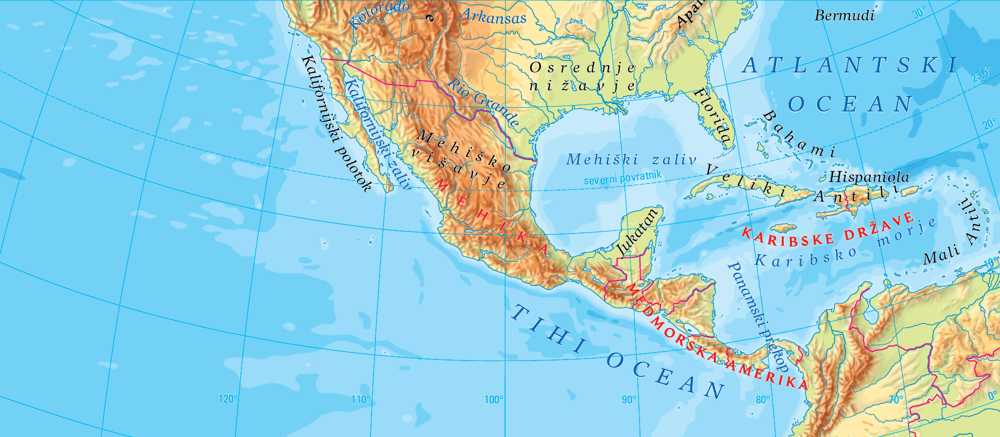 Kolorado
e
Arkansas
Apal
Bermudi
30°
ATLANTSKI
OCEAN
23,5°
20°
Osrednje
nižavje
Kalifornijski polotok
Kalifornijski zaliv
Rio Grande
Florida
Bahami
Mehiško
višavje
Mehiški zaliv
severni povratnik
Veliki
Antili
Hispaniola
MEHIKA
Jukatan
KARIBSKE DRŽAVE
Karibsko morje
Mali Antili
10°
Panamski prekop
MEDMORSKA AMERIKA
TIHI OCEAN
120°
110°
100°
90°
80°
70°
0°